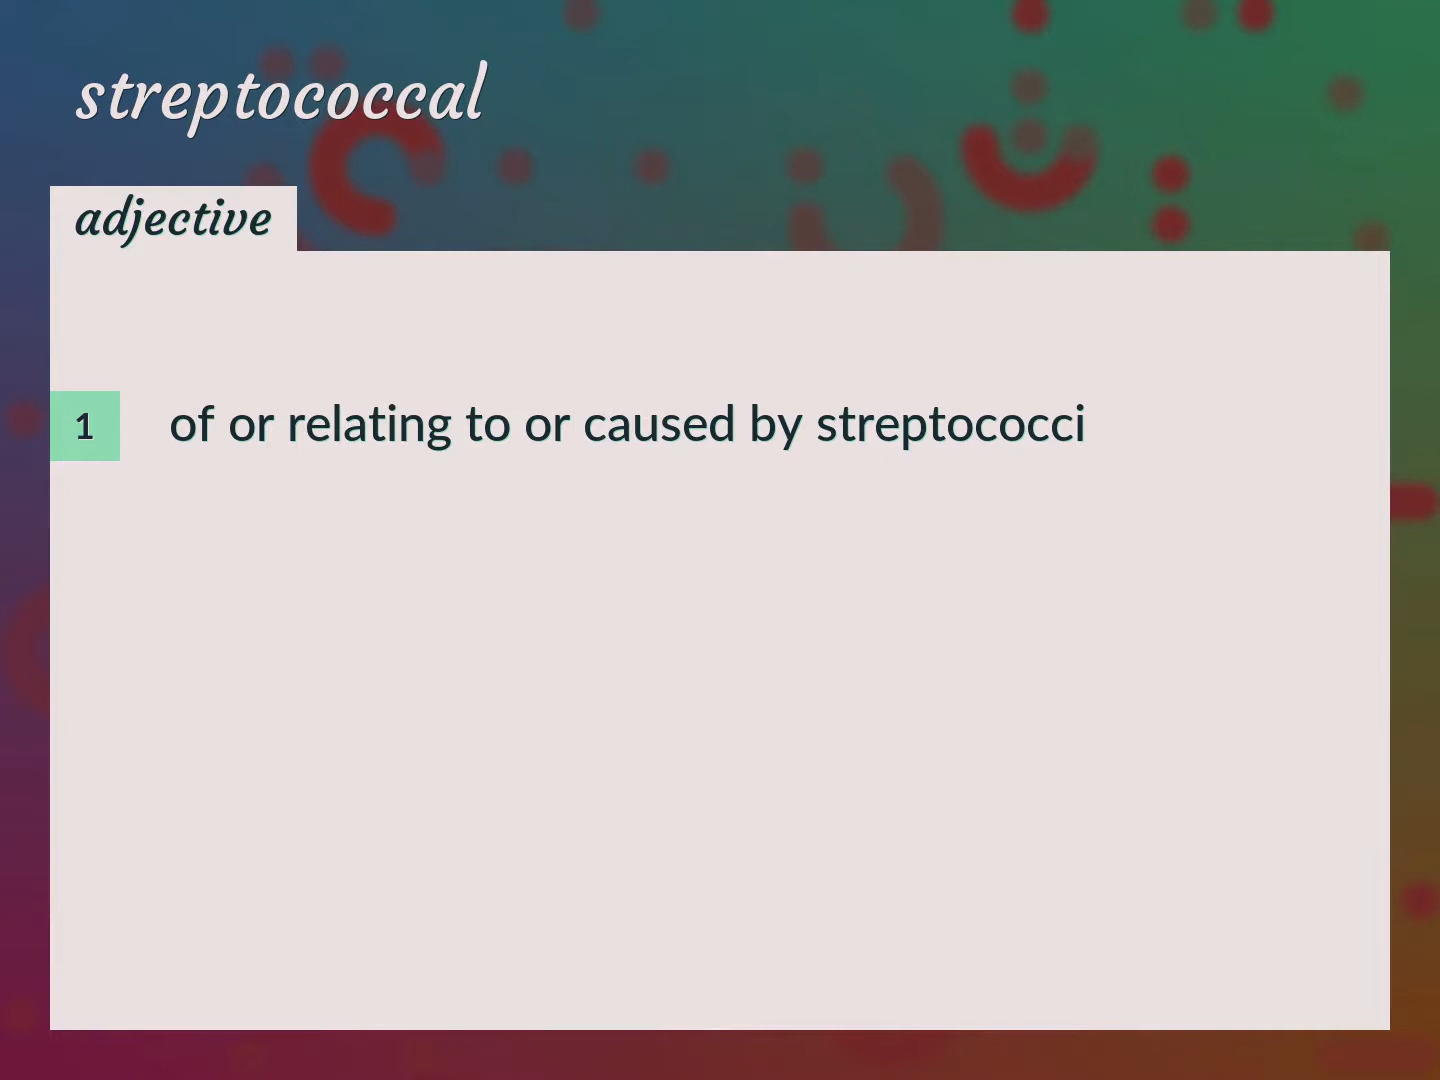 streptococcal
adjective
1 of or relating to or caused by streptococci